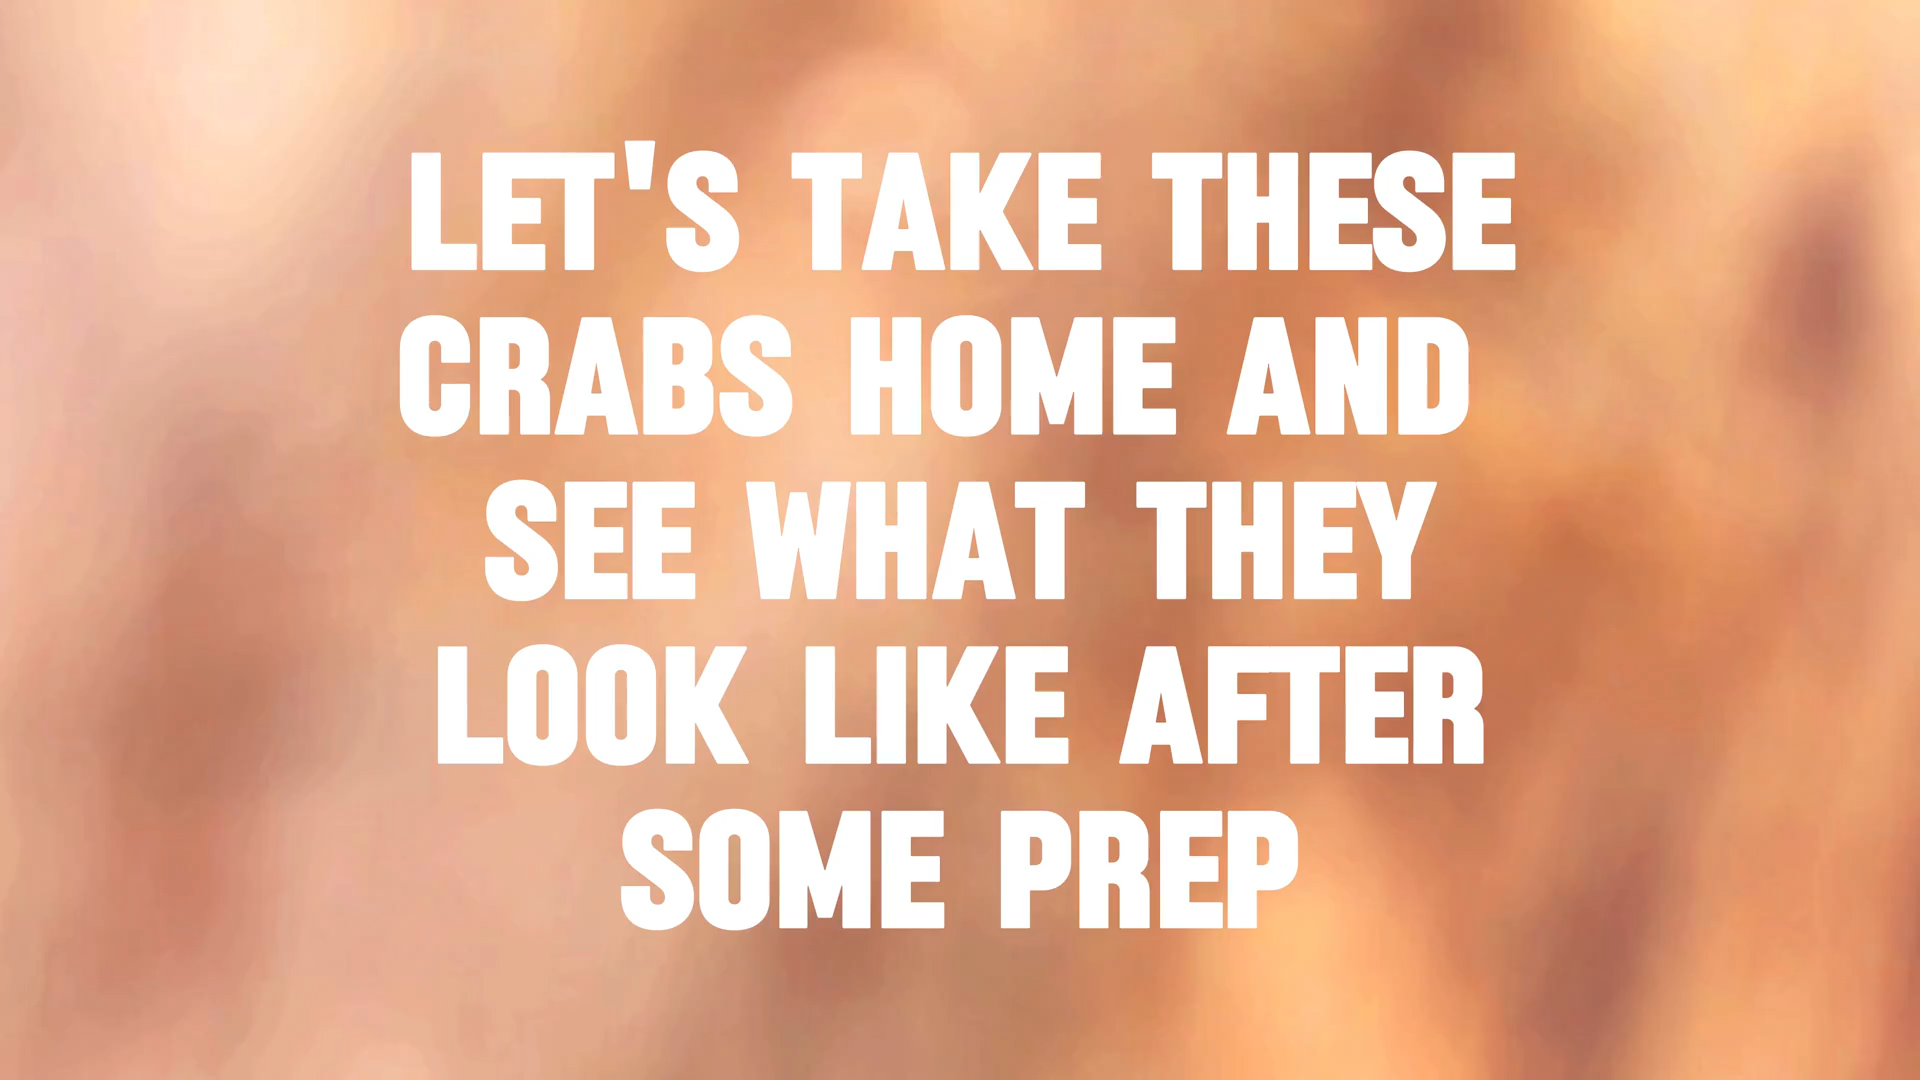 LET'S TAKE THESE
CRABS HOME AND
SEE WHAT THEY
LOOK LIKE AFTER
SOME PREP